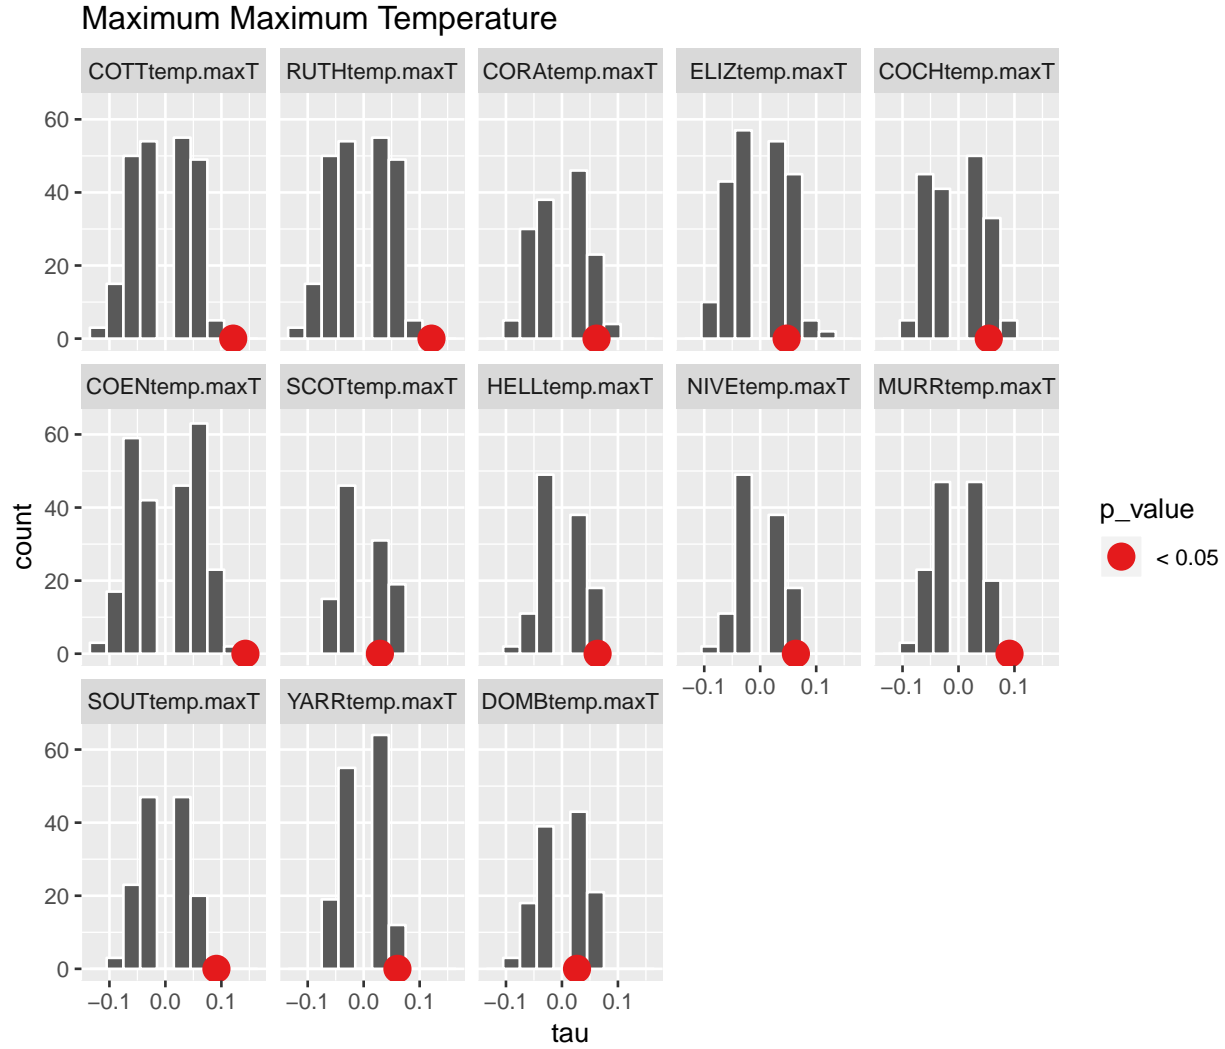 Maximum Maximum Temperature
COTTtemp.maxT RUTHtemp.maxT CORAtemp.maxT ELIZtemp.maxT COCHtemp.maxT
60
40
20
0
COENtemp.maxT SCOTtemp.maxT HELLtemp.maxT NIVEtemp.maxT MURRtemp.maxT
60
40
20
0
−0.1 0.0 0.1 −0.1 0.0 0.1
SOUTtemp.maxT YARRtemp.maxT DOMBtemp.maxT
60
40
20
0
−0.1 0.0 0.1 −0.1 0.0 0.1 −0.1 0.0 0.1
tau
count
p_value
< 0.05